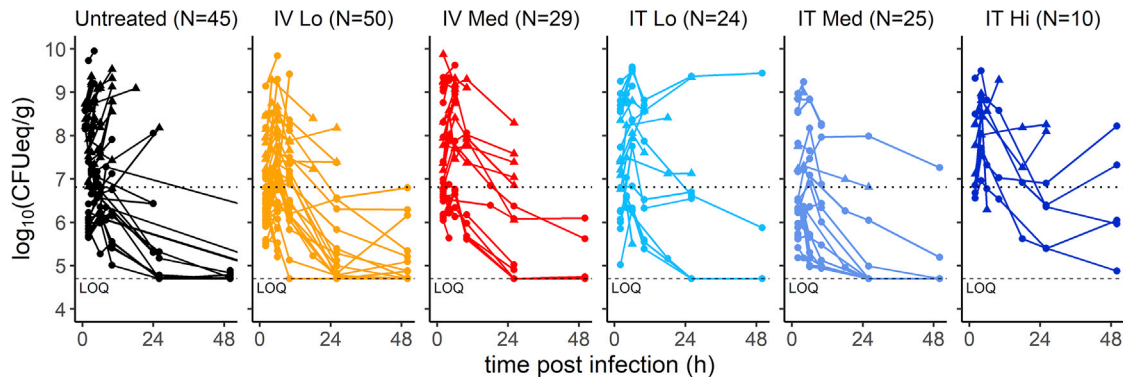 Untreated (N=45) IV Lo (N=50) IV Med (N=29) IT Lo (N=24) IT Med (N=25) IT Hi (N=10)
10
9
8
7
6
5
4
log₁₀(CFUeq/g)
LOQ LOQ LOQ LOQ LOQ LOQ
0 24 48 0 24 48 0 24 48 0 24 48 0 24 48 0 24 48
time post infection (h)